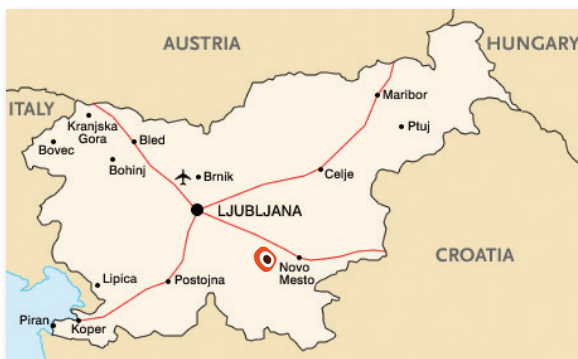 AUSTRIA
HUNGARY
ITALY
Kranjska
Gora
Bovec
Bled
Bohinj
Brnik
Maribor
Ptuj
Celje
LJUBLJANA
CROATIA
Novo
Mesto
Lipica
Postojna
Piran
Koper